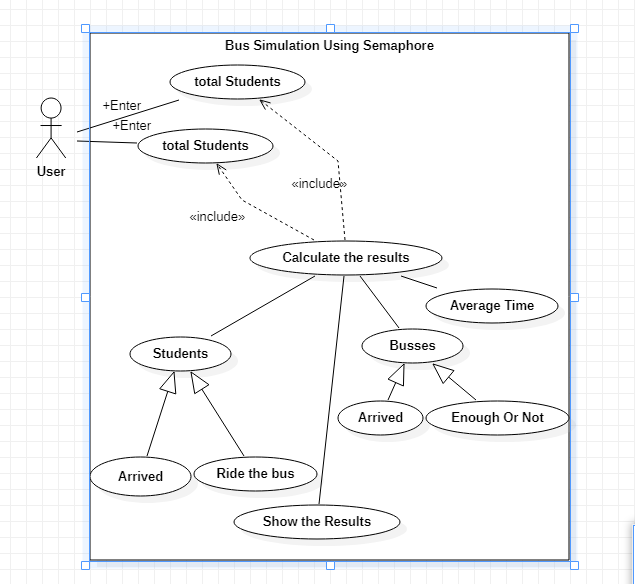 Bus Simulation Using Semaphore
total Students
+Enter
+Enter
total Students
User
«include»
«include»
Calculate the results
Average Time
Busses
Students
Arrived
Enough Or Not
Arrived
Ride the bus
Show the Results